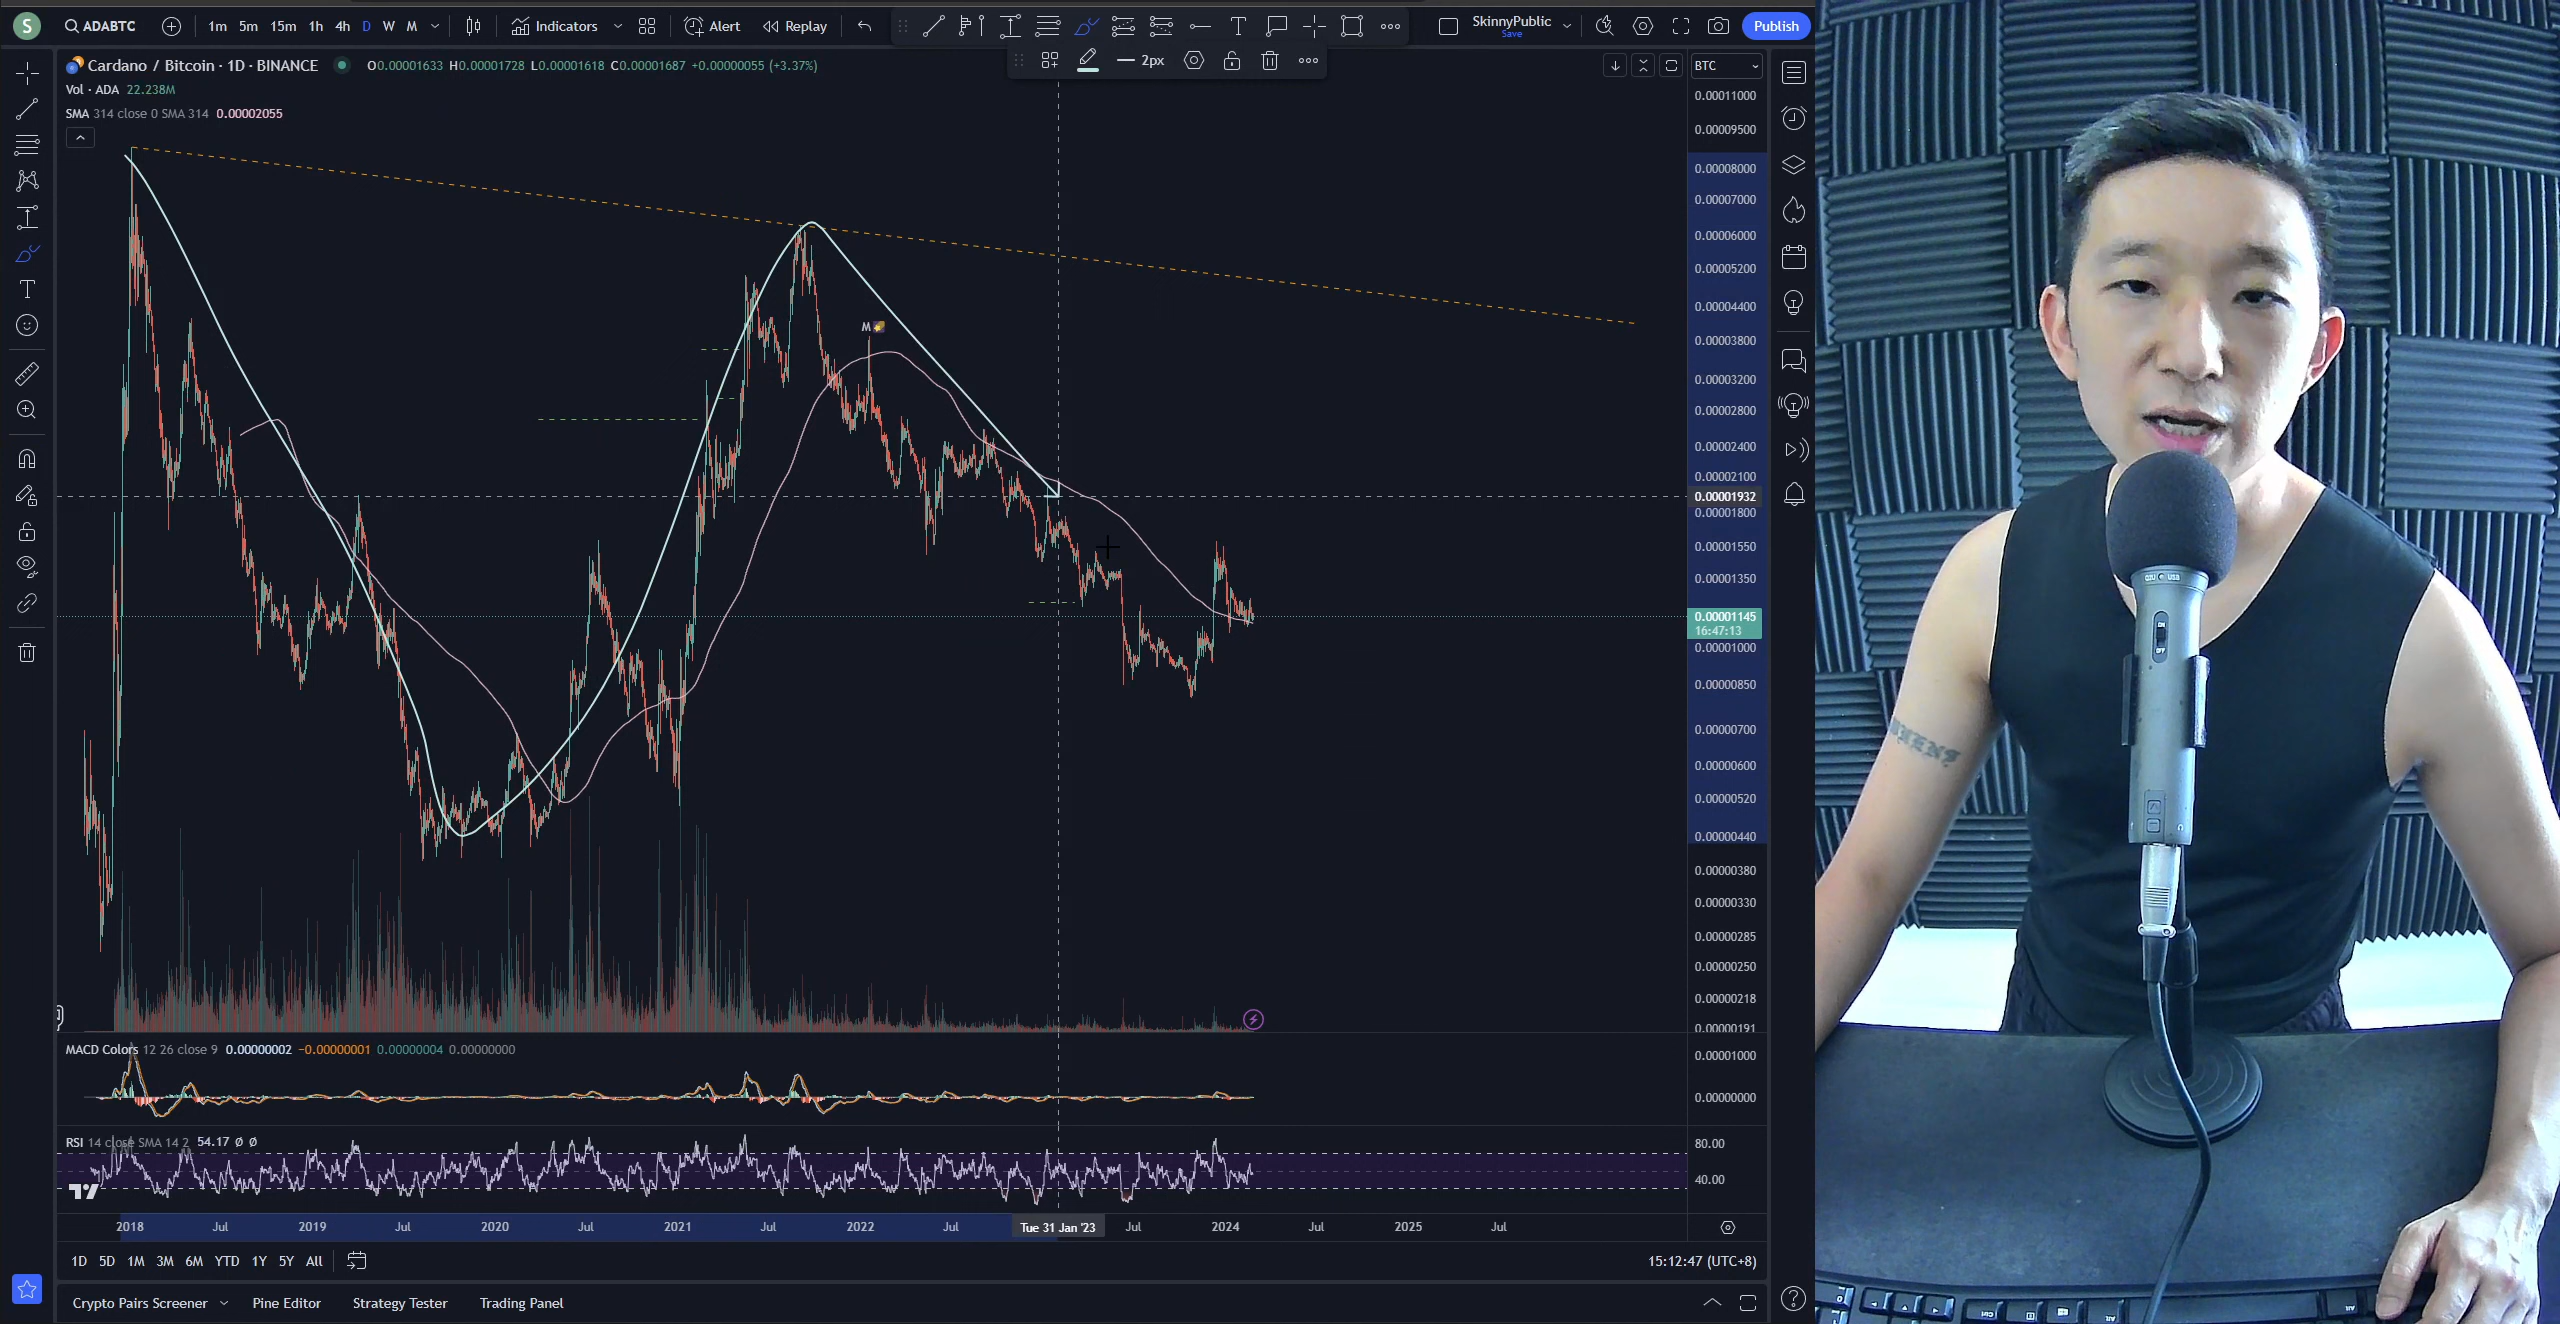 S ADABTC 1m 5m 15m 1h 4h D W M Indicators Alert Replay T SkinnyPublic Save Publish
Cardano / Bitcoin · 1D · BINANCE O0.00001633 H0.00001728 L0.00001618 C0.00001687 +0.00000055 (+3.37%)
2px
BTC
Vol · ADA 22.238M
SMA 314 close 0 SMA 314 0.00002055
M
0.00011000
0.00009500
0.00008000
0.00007000
0.00006000
0.00005200
0.00004400
0.00003800
0.00003200
0.00002800
0.00002400
0.00002100
0.00001932
0.00001800
0.00001550
0.00001350
0.00001145
16:47:13
0.00001000
0.00000850
0.00000700
0.00000600
0.00000520
0.00000440
0.00000380
0.00000330
0.00000285
0.00000250
0.00000218
0.00000191
MACD Colors 12 26 close 9 0.00000002 −0.00000001 0.00000004 0.00000000
0.00001000
0.00000000
RSI 14 close SMA 14 2 54.17 Ø Ø
80.00
40.00
2018 Jul 2019 Jul 2020 Jul 2021 Jul 2022 Jul Tue 31 Jan '23 Jul 2024 Jul 2025 Jul
1D 5D 1M 3M 6M YTD 1Y 5Y All
15:12:47 (UTC+8)
Crypto Pairs Screener Pine Editor Strategy Tester Trading Panel
ON
OFF